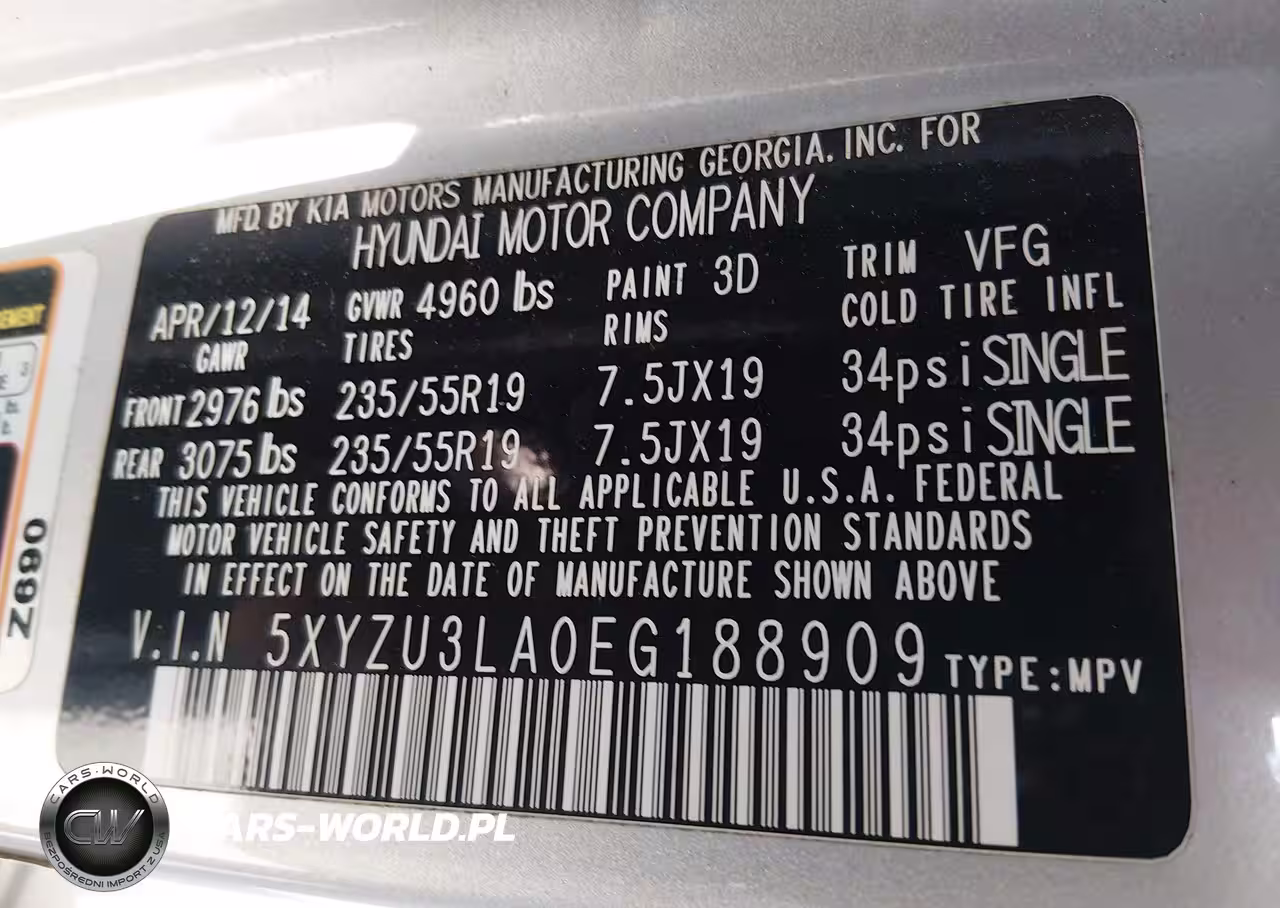 MFD. BY KIA MOTORS MANUFACTURING GEORGIA. INC. FOR
HYUNDAI MOTOR COMPANY
APR/12/14 GVWR 4960 lbs PAINT 3D TRIM VFG
GAWR TIRES RIMS COLD TIRE INFL
FRONT 2976 lbs 235/55R19 7.5JX19 34psi SINGLE
REAR 3075 lbs 235/55R19 7.5JX19 34psi SINGLE
THIS VEHICLE CONFORMS TO ALL APPLICABLE U.S.A. FEDERAL
MOTOR VEHICLE SAFETY AND THEFT PREVENTION STANDARDS
IN EFFECT ON THE DATE OF MANUFACTURE SHOWN ABOVE
V.I.N 5XYZU3LA0EG188909 TYPE:MPV
Z690
CARS-WORLD
CW
BEZPOŚREDNI IMPORT Z USA
CARS-WORLD.PL